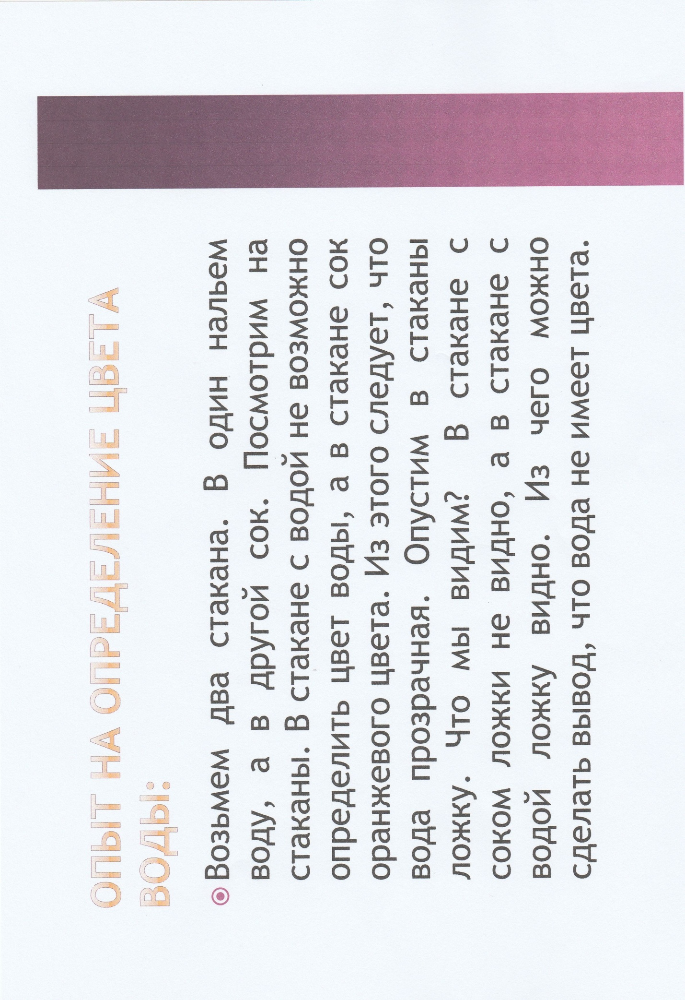 ОПЫТ НА ОПРЕДЕЛЕНИЕ ЦВЕТА
ВОДЫ:
Возьмем два стакана. В один нальем
воду, а в другой сок. Посмотрим на
стаканы. В стакане с водой не возможно
определить цвет воды, а в стакане сок
оранжевого цвета. Из этого следует, что
вода прозрачная. Опустим в стаканы
ложку. Что мы видим? В стакане с
соком ложки не видно, а в стакане с
водой ложку видно. Из чего можно
сделать вывод, что вода не имеет цвета.